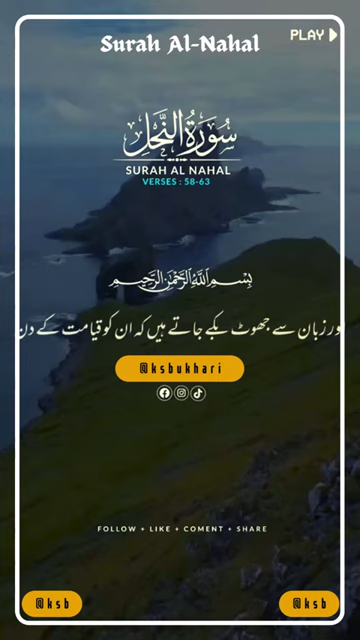 Surah Al-Nahal
PLAY
سُورَةُ النَّحْلِ
SURAH AL NAHAL
VERSES : 58-63
بِسْمِ اللَّهِ الرَّحْمَٰنِ الرَّحِيمِ
ور زبان سے جھوٹ بکے جاتے ہیں کہ ان کو قیامت کے دن
@ksbukhari
FOLLOW + LIKE + COMENT + SHARE
@ksb
@ksb